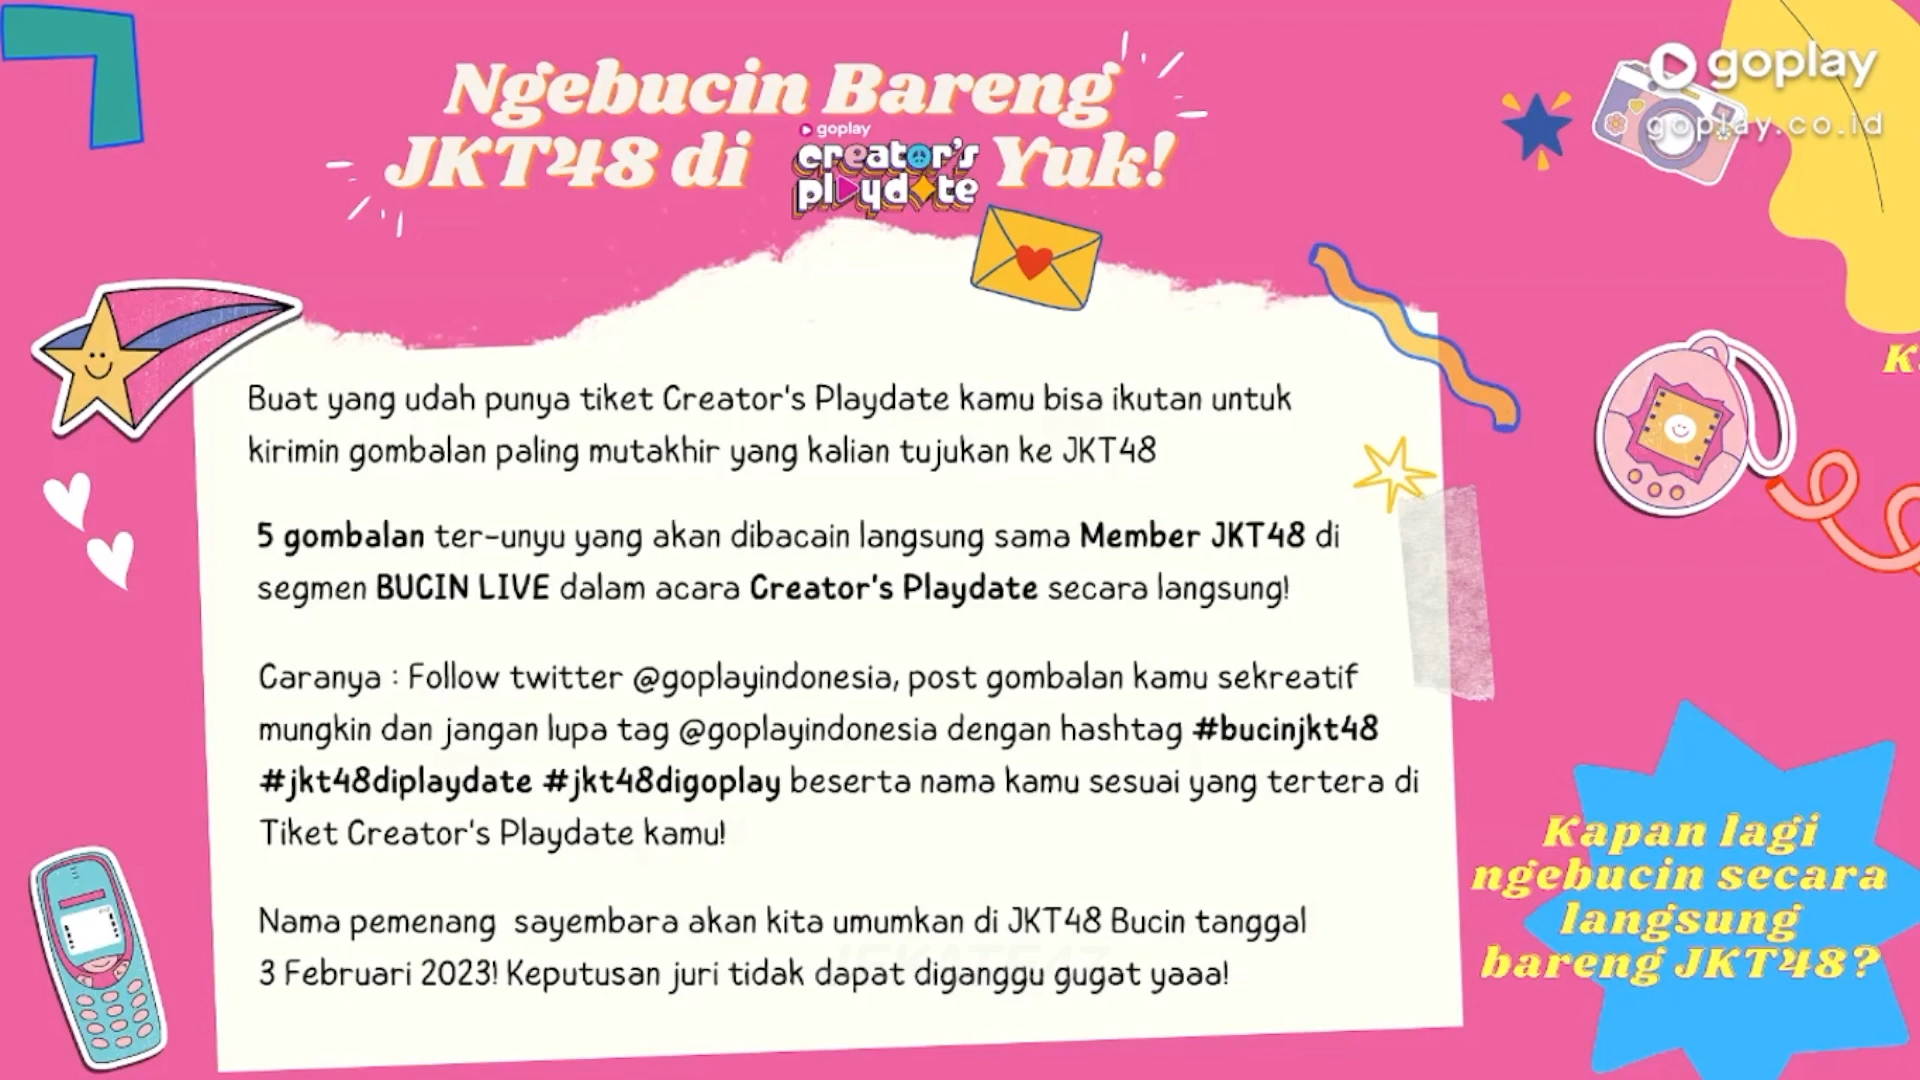 goplay
goplay.co.id
Ngebucin Bareng
JKT48 di goplay creator's playdate Yuk!
Buat yang udah punya tiket Creator's Playdate kamu bisa ikutan untuk
kirimin gombalan paling mutakhir yang kalian tujukan ke JKT48
5 gombalan ter-unyu yang akan dibacain langsung sama Member JKT48 di
segmen BUCIN LIVE dalam acara Creator's Playdate secara langsung!
Caranya : Follow twitter @goplayindonesia, post gombalan kamu sekreatif
mungkin dan jangan lupa tag @goplayindonesia dengan hashtag #bucinjkt48
#jkt48diplaydate #jkt48digoplay beserta nama kamu sesuai yang tertera di
Tiket Creator's Playdate kamu!
Nama pemenang sayembara akan kita umumkan di JKT48 Bucin tanggal
3 Februari 2023! Keputusan juri tidak dapat diganggu gugat yaaa!
Kapan lagi
ngebucin secara
langsung
bareng JKT48?